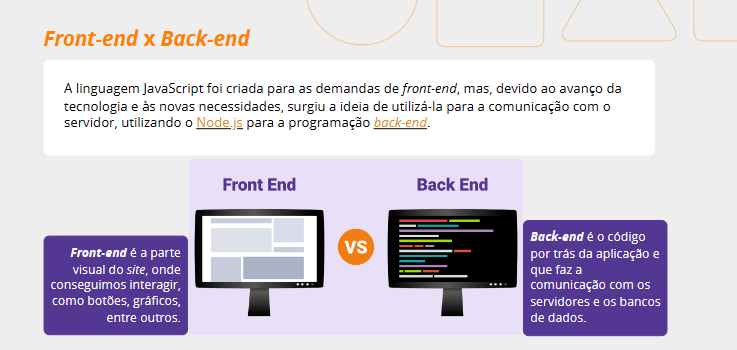 Front-end x Back-end
A linguagem JavaScript foi criada para as demandas de front-end, mas, devido ao avanço da
tecnologia e às novas necessidades, surgiu a ideia de utilizá-la para a comunicação com o
servidor, utilizando o Node.js para a programação back-end.
Front End
Back End
VS
Front-end é a parte
visual do site, onde
conseguimos interagir,
como botões, gráficos,
entre outros.
Back-end é o código
por trás da aplicação e
que faz a
comunicação com os
servidores e os bancos
de dados.